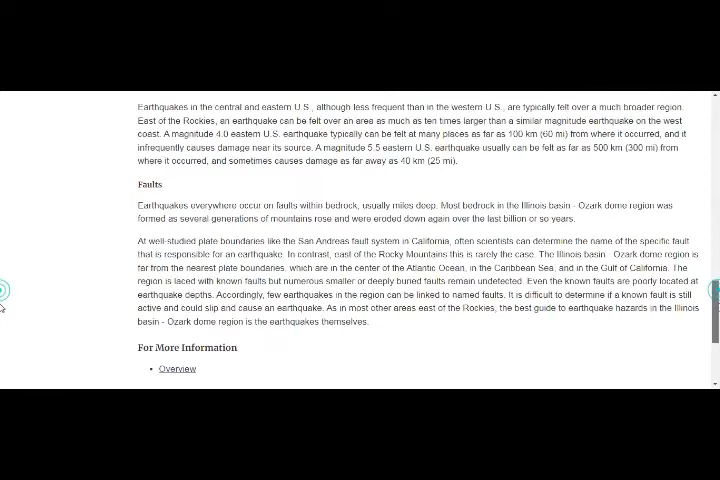 Earthquakes in the central and eastern U.S., although less frequent than in the western U.S., are typically felt over a much broader region.
East of the Rockies, an earthquake can be felt over an area as much as ten times larger than a similar magnitude earthquake on the west
coast. A magnitude 4.0 eastern U.S. earthquake typically can be felt at many places as far as 100 km (60 mi) from where it occurred, and it
infrequently causes damage near its source. A magnitude 5.5 eastern U.S. earthquake usually can be felt as far as 500 km (300 mi) from
where it occurred, and sometimes causes damage as far away as 40 km (25 mi).
Faults
Earthquakes everywhere occur on faults within bedrock, usually miles deep. Most bedrock in the Illinois basin - Ozark dome region was
formed as several generations of mountains rose and were eroded down again over the last billion or so years.
At well-studied plate boundaries like the San Andreas fault system in California, often scientists can determine the name of the specific fault
that is responsible for an earthquake. In contrast, east of the Rocky Mountains this is rarely the case. The Illinois basin - Ozark dome region is
far from the nearest plate boundaries, which are in the center of the Atlantic Ocean, in the Caribbean Sea, and in the Gulf of California. The
region is laced with known faults but numerous smaller or deeply buried faults remain undetected. Even the known faults are poorly located at
earthquake depths. Accordingly, few earthquakes in the region can be linked to named faults. It is difficult to determine if a known fault is still
active and could slip and cause an earthquake. As in most other areas east of the Rockies, the best guide to earthquake hazards in the Illinois
basin - Ozark dome region is the earthquakes themselves.
For More Information
• Overview